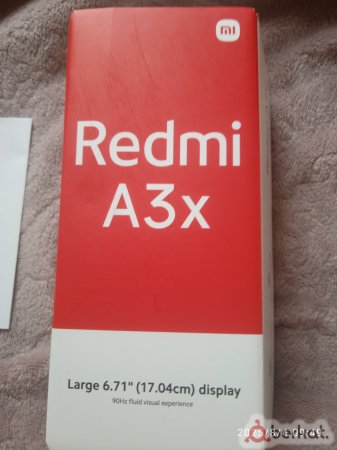 mi
Redmi
A3x
Large 6.71" (17.04cm) display
90Hz fluid visual experience